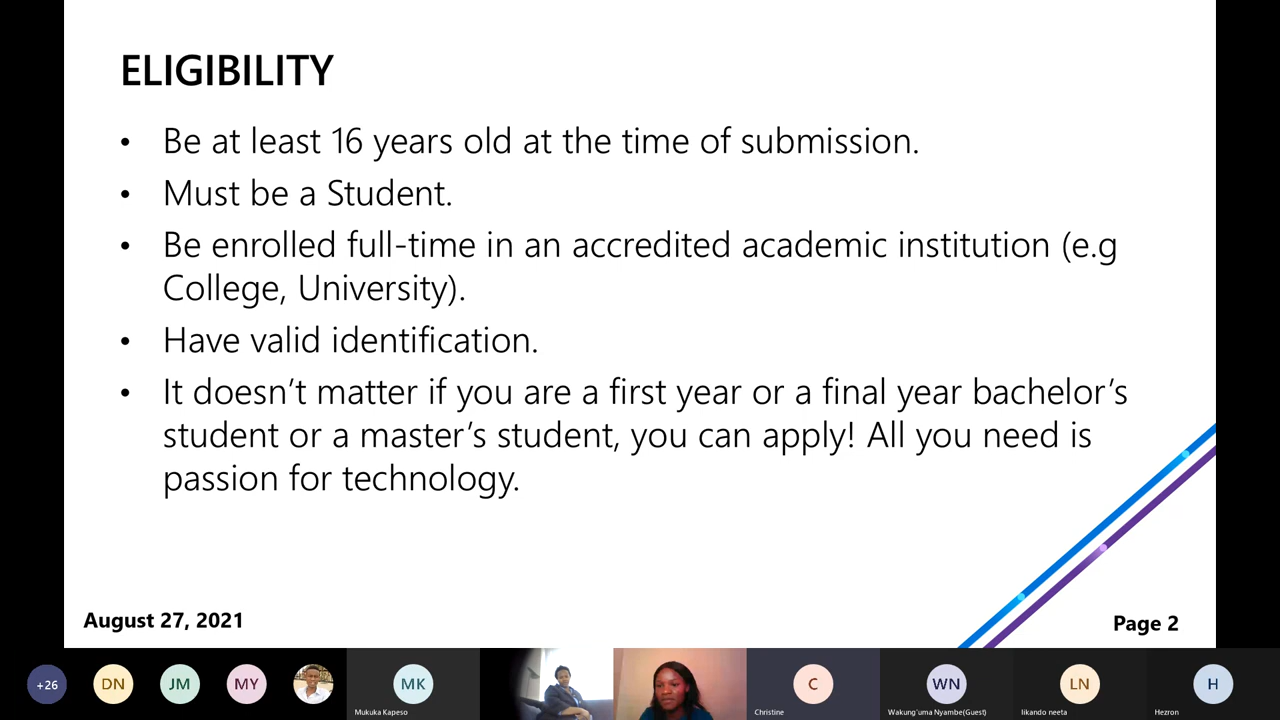 ELIGIBILITY
• Be at least 16 years old at the time of submission.
• Must be a Student.
• Be enrolled full-time in an accredited academic institution (e.g
College, University).
• Have valid identification.
• It doesn't matter if you are a first year or a final year bachelor's
student or a master's student, you can apply! All you need is
passion for technology.
August 27, 2021
Page 2
+26
DN
JM
MY
MK
C
WN
LN
H
Mukuka Kapeso
Christine
Wakung'uma Nyambe(Guest)
likando neeta
Hezron